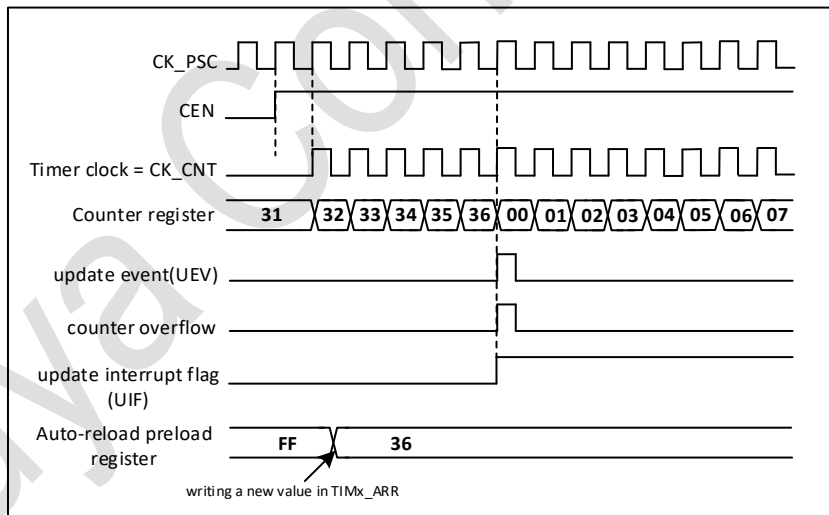 CK_PSC
CEN
Timer clock = CK_CNT
Counter register 31 32 33 34 35 36 00 01 02 03 04 05 06 07
update event(UEV)
counter overflow
update interrupt flag
(UIF)
Auto-reload preload
register
FF 36
writing a new value in TIMx_ARR